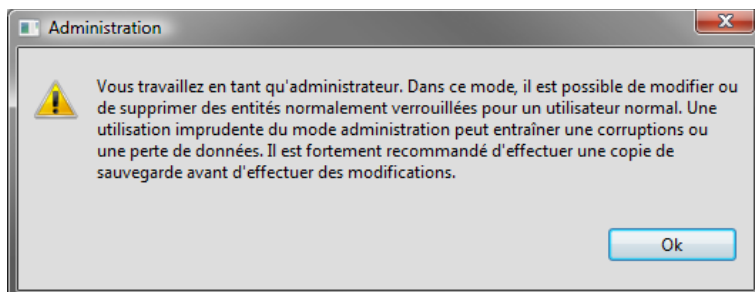 Administration
Vous travaillez en tant qu'administrateur. Dans ce mode, il est possible de modifier ou
de supprimer des entités normalement verrouillées pour un utilisateur normal. Une
utilisation imprudente du mode administration peut entraîner une corruptions ou
une perte de données. Il est fortement recommandé d'effectuer une copie de
sauvegarde avant d'effectuer des modifications.
Ok